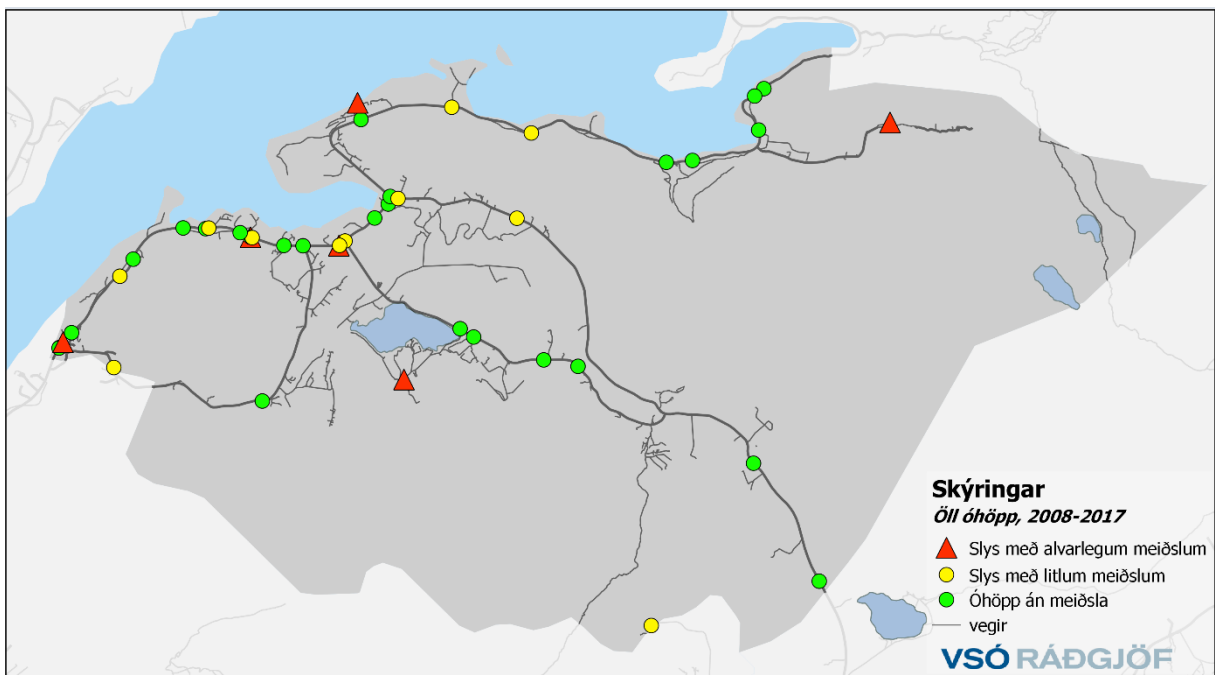 Skýringar
Öll óhöpp, 2008-2017
Slys með alvarlegum meiðslum
Slys með litlum meiðslum
Óhöpp án meiðsla
vegir
VSÓ RÁÐGJÖF